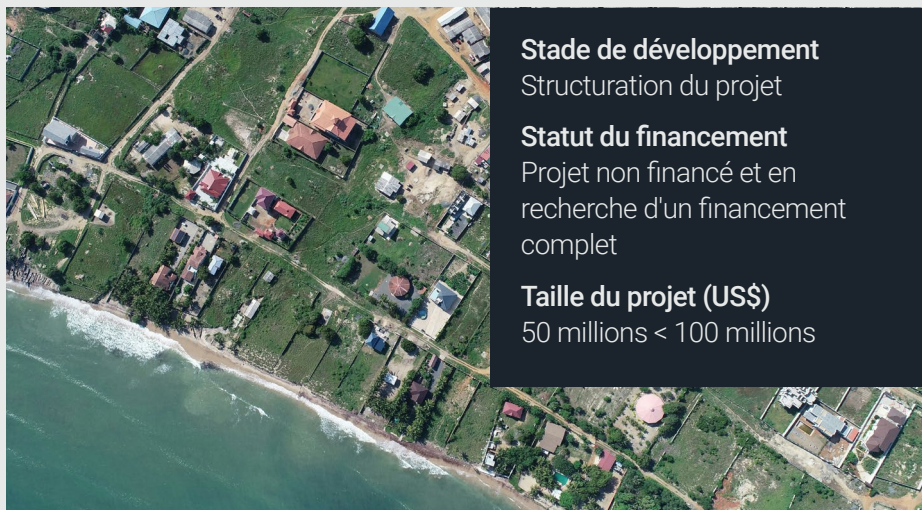 Stade de développement
Structuration du projet
Statut du financement
Projet non financé et en
recherche d'un financement
complet
Taille du projet (US$)
50 millions < 100 millions